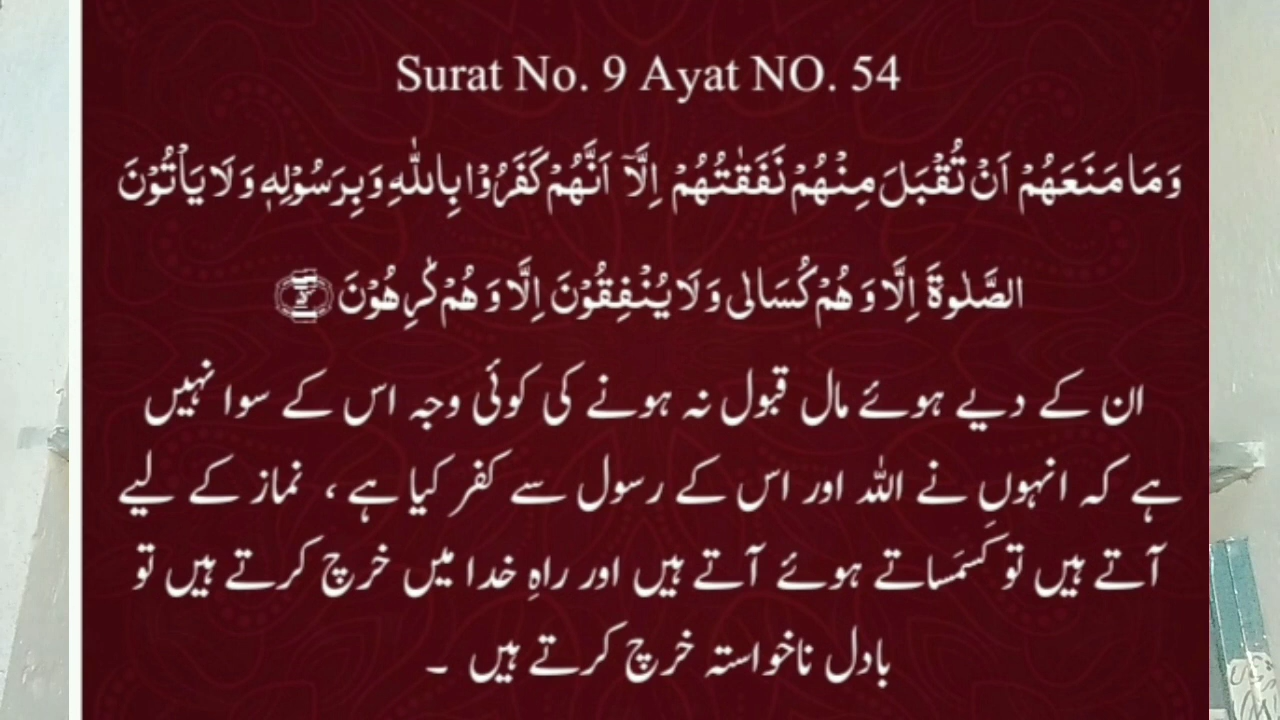 Surat No. 9 Ayat NO. 54
وَمَا مَنَعَهُمْ اَنْ تُقْبَلَ مِنْهُمْ نَفَقٰتُهُمْ اِلَّاۤ اَنَّهُمْ كَفَرُوْا بِاللّٰهِ وَبِرَسُوْلِهٖ وَلَا يَاْتُوْنَ
الصَّلٰوةَ اِلَّا وَهُمْ كُسَالٰى وَلَا يُنْفِقُوْنَ اِلَّا وَهُمْ كٰرِهُوْنَ
ان کے دیے ہوئے مال قبول نہ ہونے کی کوئی وجہ اس کے سوا نہیں
ہے کہ انہوں نے اللہ اور اس کے رسول سے کفر کیا ہے ، نماز کے لیے
آتے ہیں تو کَسمَساتے ہوئے آتے ہیں اور راہِ خدا میں خرچ کرتے ہیں تو
بادل ناخواستہ خرچ کرتے ہیں ۔